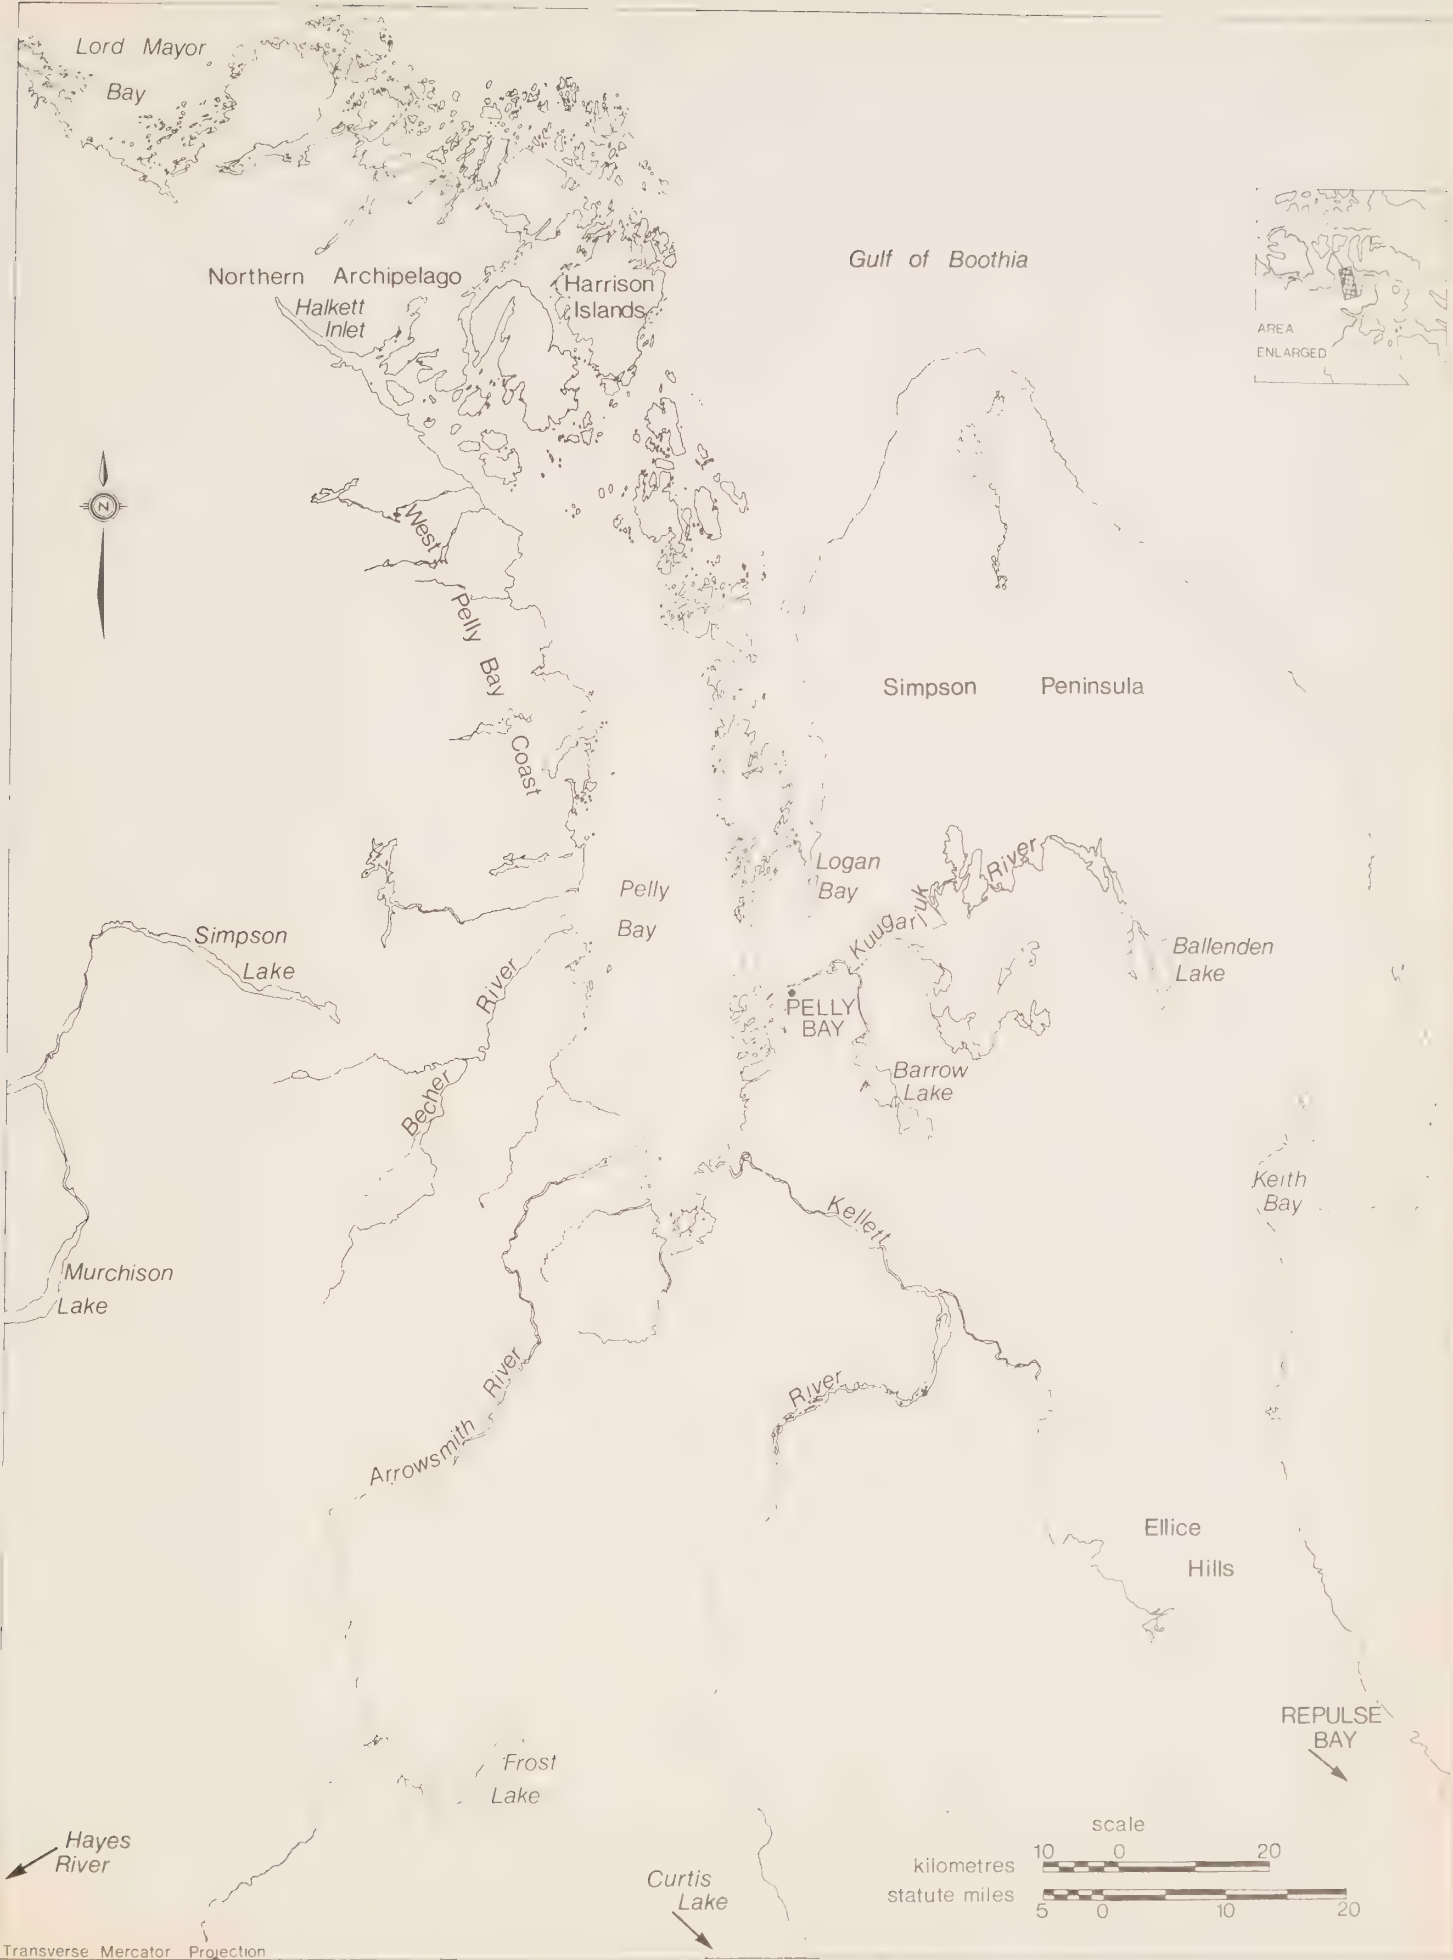 Lord Mayor
Bay
Gulf of Boothia
Northern Archipelago
Halkett
Inlet
Harrison
Islands
AREA
ENLARGED
N
West
Pelly
Bay
Coast
Simpson Peninsula
Logan
Bay
Pelly
Bay
Kuugarjuk River
Simpson
Lake
Ballenden
Lake
PELLY
BAY
Barrow
Lake
Becher River
Keith
Bay
Kellett
River
Murchison
Lake
Arrowsmith River
Ellice
Hills
REPULSE
BAY
Frost
Lake
Hayes
River
Curtis
Lake
scale
10 0 20
kilometres
statute miles
5 0 10 20
Transverse Mercator Projection